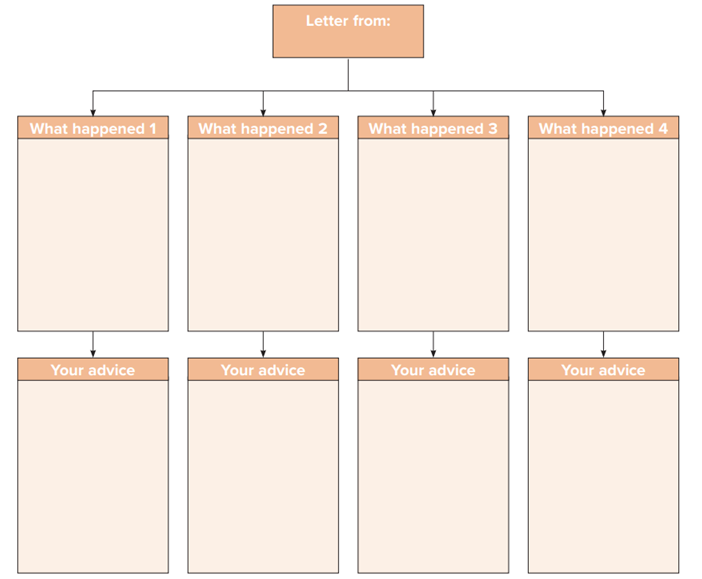 Letter from:
What happened 1
What happened 2
What happened 3
What happened 4
Your advice
Your advice
Your advice
Your advice